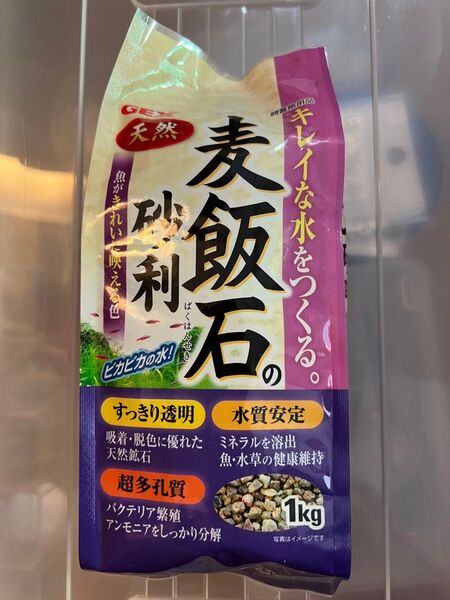 GEX
天然
観賞魚用品
キレイな水をつくる。
麦飯石の
ばくはんせき
砂利
魚がきれいに映える色
ピカピカの水!
すっきり透明
吸着・脱色に優れた
天然鉱石
水質安定
ミネラルを溶出
魚・水草の健康維持
超多孔質
バクテリア繁殖
アンモニアをしっかり分解
1kg
写真はイメージです